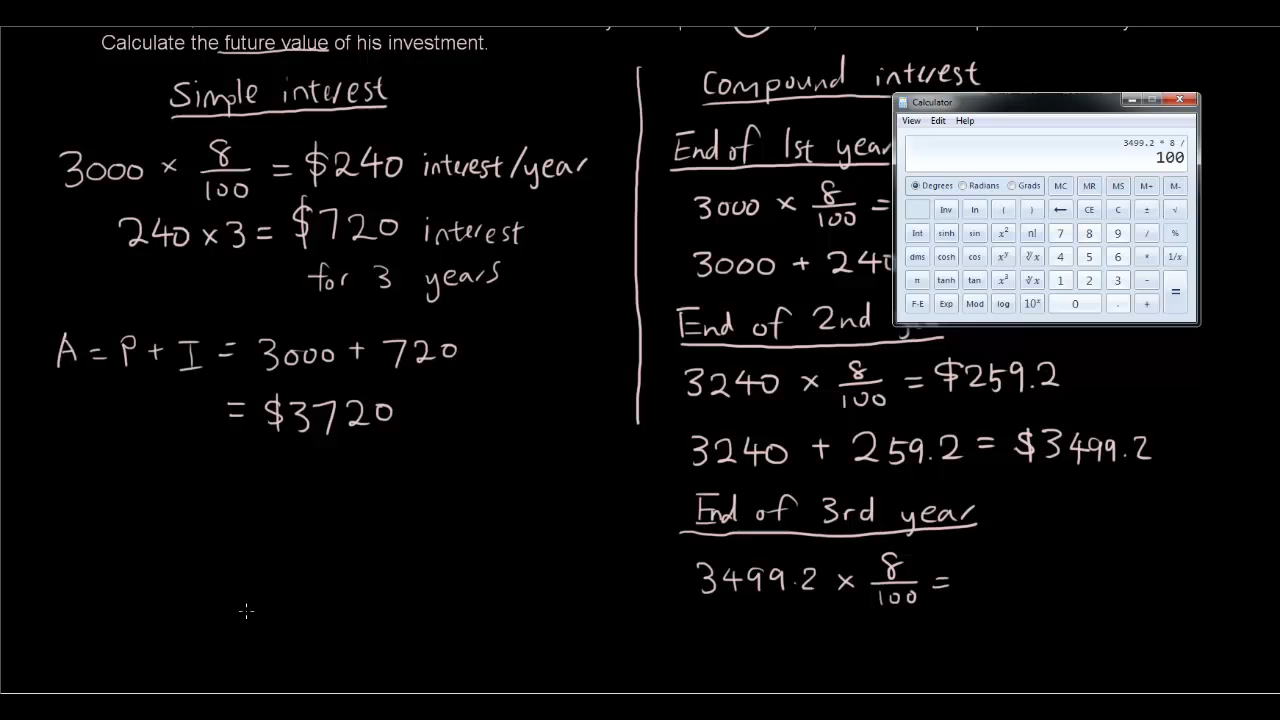 Calculate the future value of his investment.
Simple interest
3000 × 8/100 = $240 interest/year
240 × 3 = $720 interest
for 3 years
A = P + I = 3000 + 720
= $3720
Compound interest
End of 1st year
3000 × 8/100 =
3000 + 240
End of 2nd
3240 × 8/100 = $259.2
3240 + 259.2 = $3499.2
End of 3rd year
3499.2 × 8/100 =
Calculator
View Edit Help
3499.2 * 8 /
100
Degrees Radians Grads MC MR MS M+ M-
Inv ln ( ) ← CE C ± √
Int sinh sin x² n! 7 8 9 / %
dms cosh cos xʸ ʸ√x 4 5 6 * 1/x
π tanh tan x³ ³√x 1 2 3 - =
F-E Exp Mod log 10ˣ 0 . +